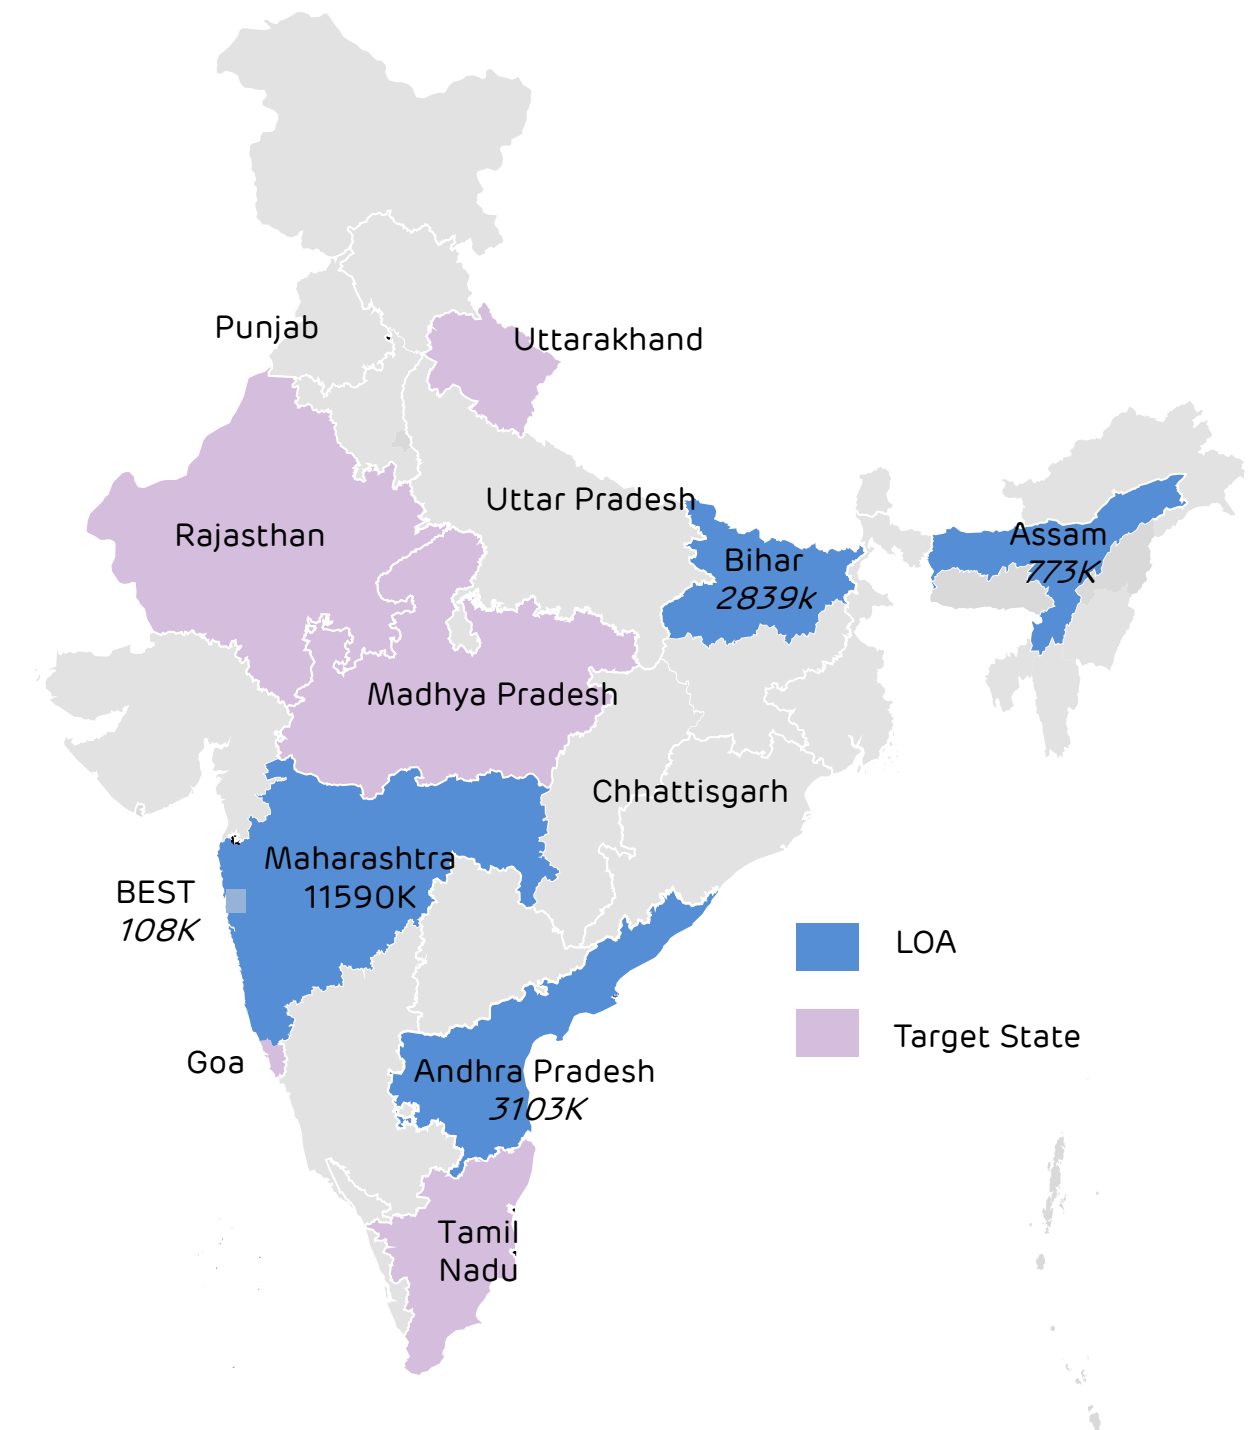 Punjab
Uttarakhand
Uttar Pradesh
Rajasthan
Bihar
2839k
Assam
773K
Madhya Pradesh
Chhattisgarh
Maharashtra
11590K
BEST
108K
LOA
Target State
Goa
Andhra Pradesh
3103K
Tamil
Nadu